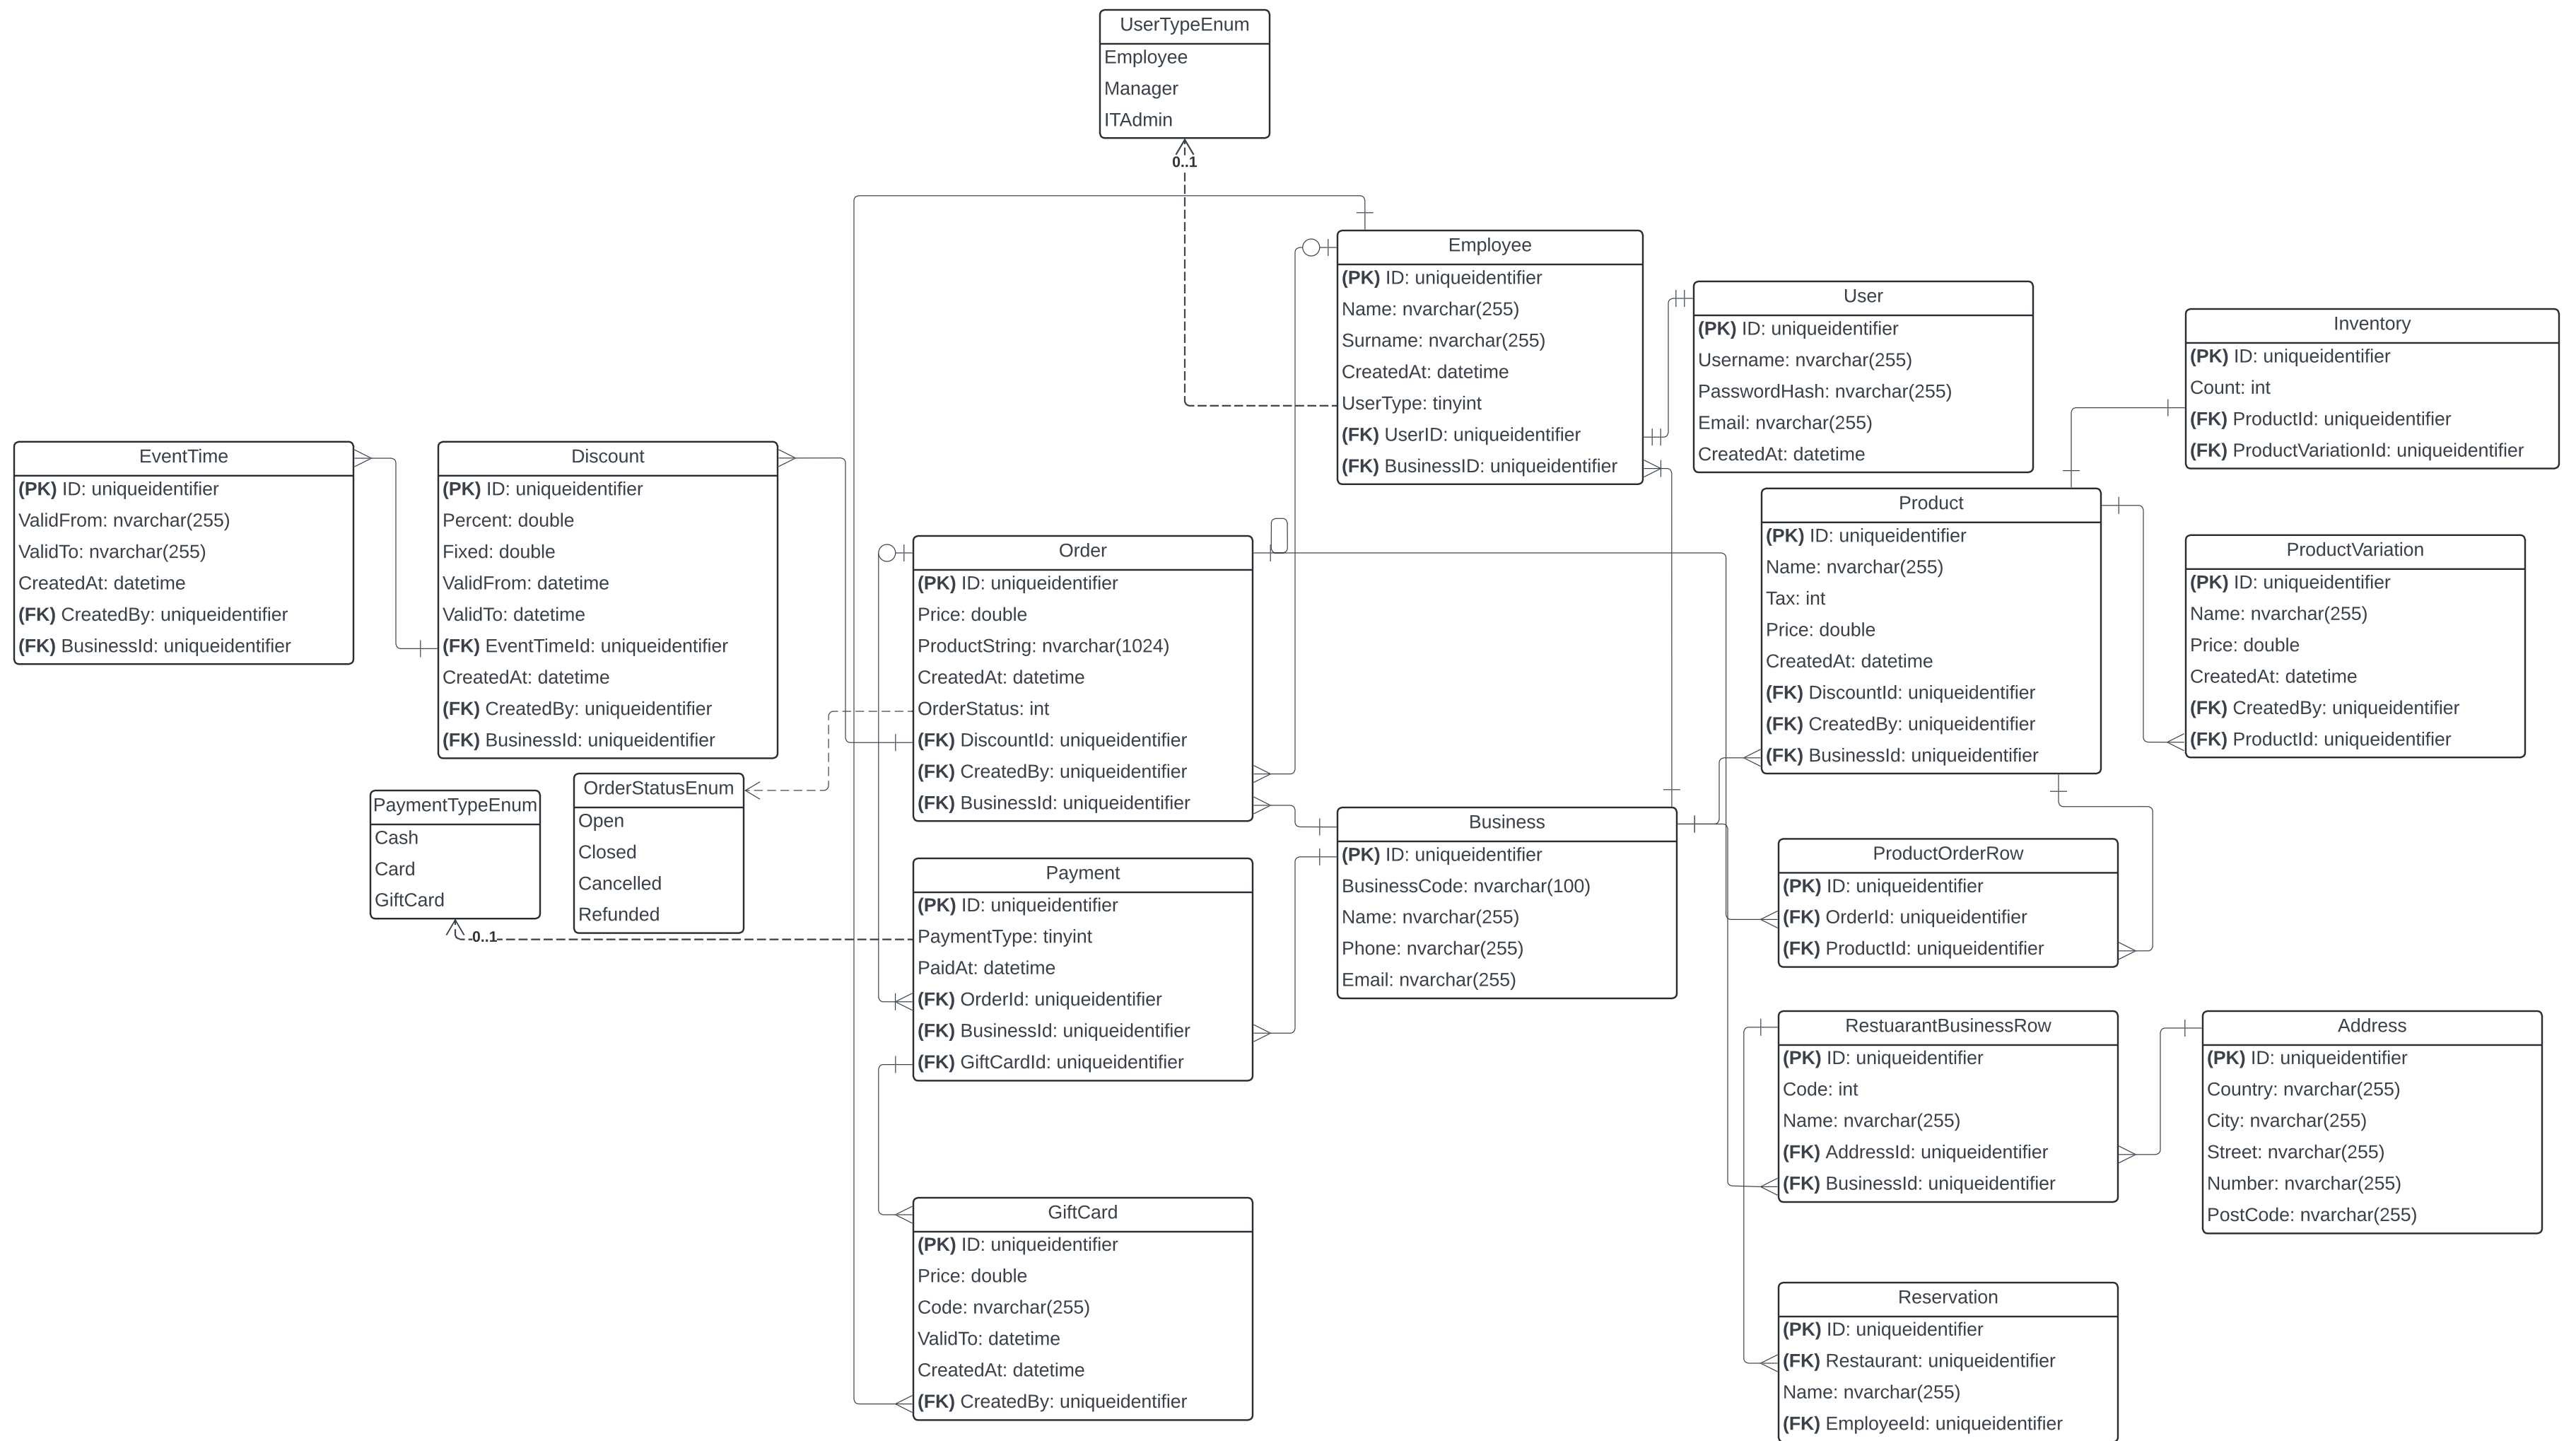 UserTypeEnum
Employee
Manager
ITAdmin
0..1
Employee
(PK) ID: uniqueidentifier
Name: nvarchar(255)
Surname: nvarchar(255)
CreatedAt: datetime
UserType: tinyint
(FK) UserID: uniqueidentifier
(FK) BusinessID: uniqueidentifier
User
(PK) ID: uniqueidentifier
Username: nvarchar(255)
PasswordHash: nvarchar(255)
Email: nvarchar(255)
CreatedAt: datetime
Inventory
(PK) ID: uniqueidentifier
Count: int
(FK) ProductId: uniqueidentifier
(FK) ProductVariationId: uniqueidentifier
EventTime
(PK) ID: uniqueidentifier
ValidFrom: nvarchar(255)
ValidTo: nvarchar(255)
CreatedAt: datetime
(FK) CreatedBy: uniqueidentifier
(FK) BusinessId: uniqueidentifier
Discount
(PK) ID: uniqueidentifier
Percent: double
Fixed: double
ValidFrom: datetime
ValidTo: datetime
(FK) EventTimeId: uniqueidentifier
CreatedAt: datetime
(FK) CreatedBy: uniqueidentifier
(FK) BusinessId: uniqueidentifier
Order
(PK) ID: uniqueidentifier
Price: double
ProductString: nvarchar(1024)
CreatedAt: datetime
OrderStatus: int
(FK) DiscountId: uniqueidentifier
(FK) CreatedBy: uniqueidentifier
(FK) BusinessId: uniqueidentifier
Product
(PK) ID: uniqueidentifier
Name: nvarchar(255)
Tax: int
Price: double
CreatedAt: datetime
(FK) DiscountId: uniqueidentifier
(FK) CreatedBy: uniqueidentifier
(FK) BusinessId: uniqueidentifier
ProductVariation
(PK) ID: uniqueidentifier
Name: nvarchar(255)
Price: double
CreatedAt: datetime
(FK) CreatedBy: uniqueidentifier
(FK) ProductId: uniqueidentifier
PaymentTypeEnum
Cash
Card
GiftCard
0..1
OrderStatusEnum
Open
Closed
Cancelled
Refunded
Payment
(PK) ID: uniqueidentifier
PaymentType: tinyint
PaidAt: datetime
(FK) OrderId: uniqueidentifier
(FK) BusinessId: uniqueidentifier
(FK) GiftCardId: uniqueidentifier
Business
(PK) ID: uniqueidentifier
BusinessCode: nvarchar(100)
Name: nvarchar(255)
Phone: nvarchar(255)
Email: nvarchar(255)
ProductOrderRow
(PK) ID: uniqueidentifier
(FK) OrderId: uniqueidentifier
(FK) ProductId: uniqueidentifier
RestuarantBusinessRow
(PK) ID: uniqueidentifier
Code: int
Name: nvarchar(255)
(FK) AddressId: uniqueidentifier
(FK) BusinessId: uniqueidentifier
Address
(PK) ID: uniqueidentifier
Country: nvarchar(255)
City: nvarchar(255)
Street: nvarchar(255)
Number: nvarchar(255)
PostCode: nvarchar(255)
GiftCard
(PK) ID: uniqueidentifier
Price: double
Code: nvarchar(255)
ValidTo: datetime
CreatedAt: datetime
(FK) CreatedBy: uniqueidentifier
Reservation
(PK) ID: uniqueidentifier
(FK) Restaurant: uniqueidentifier
Name: nvarchar(255)
(FK) EmployeeId: uniqueidentifier